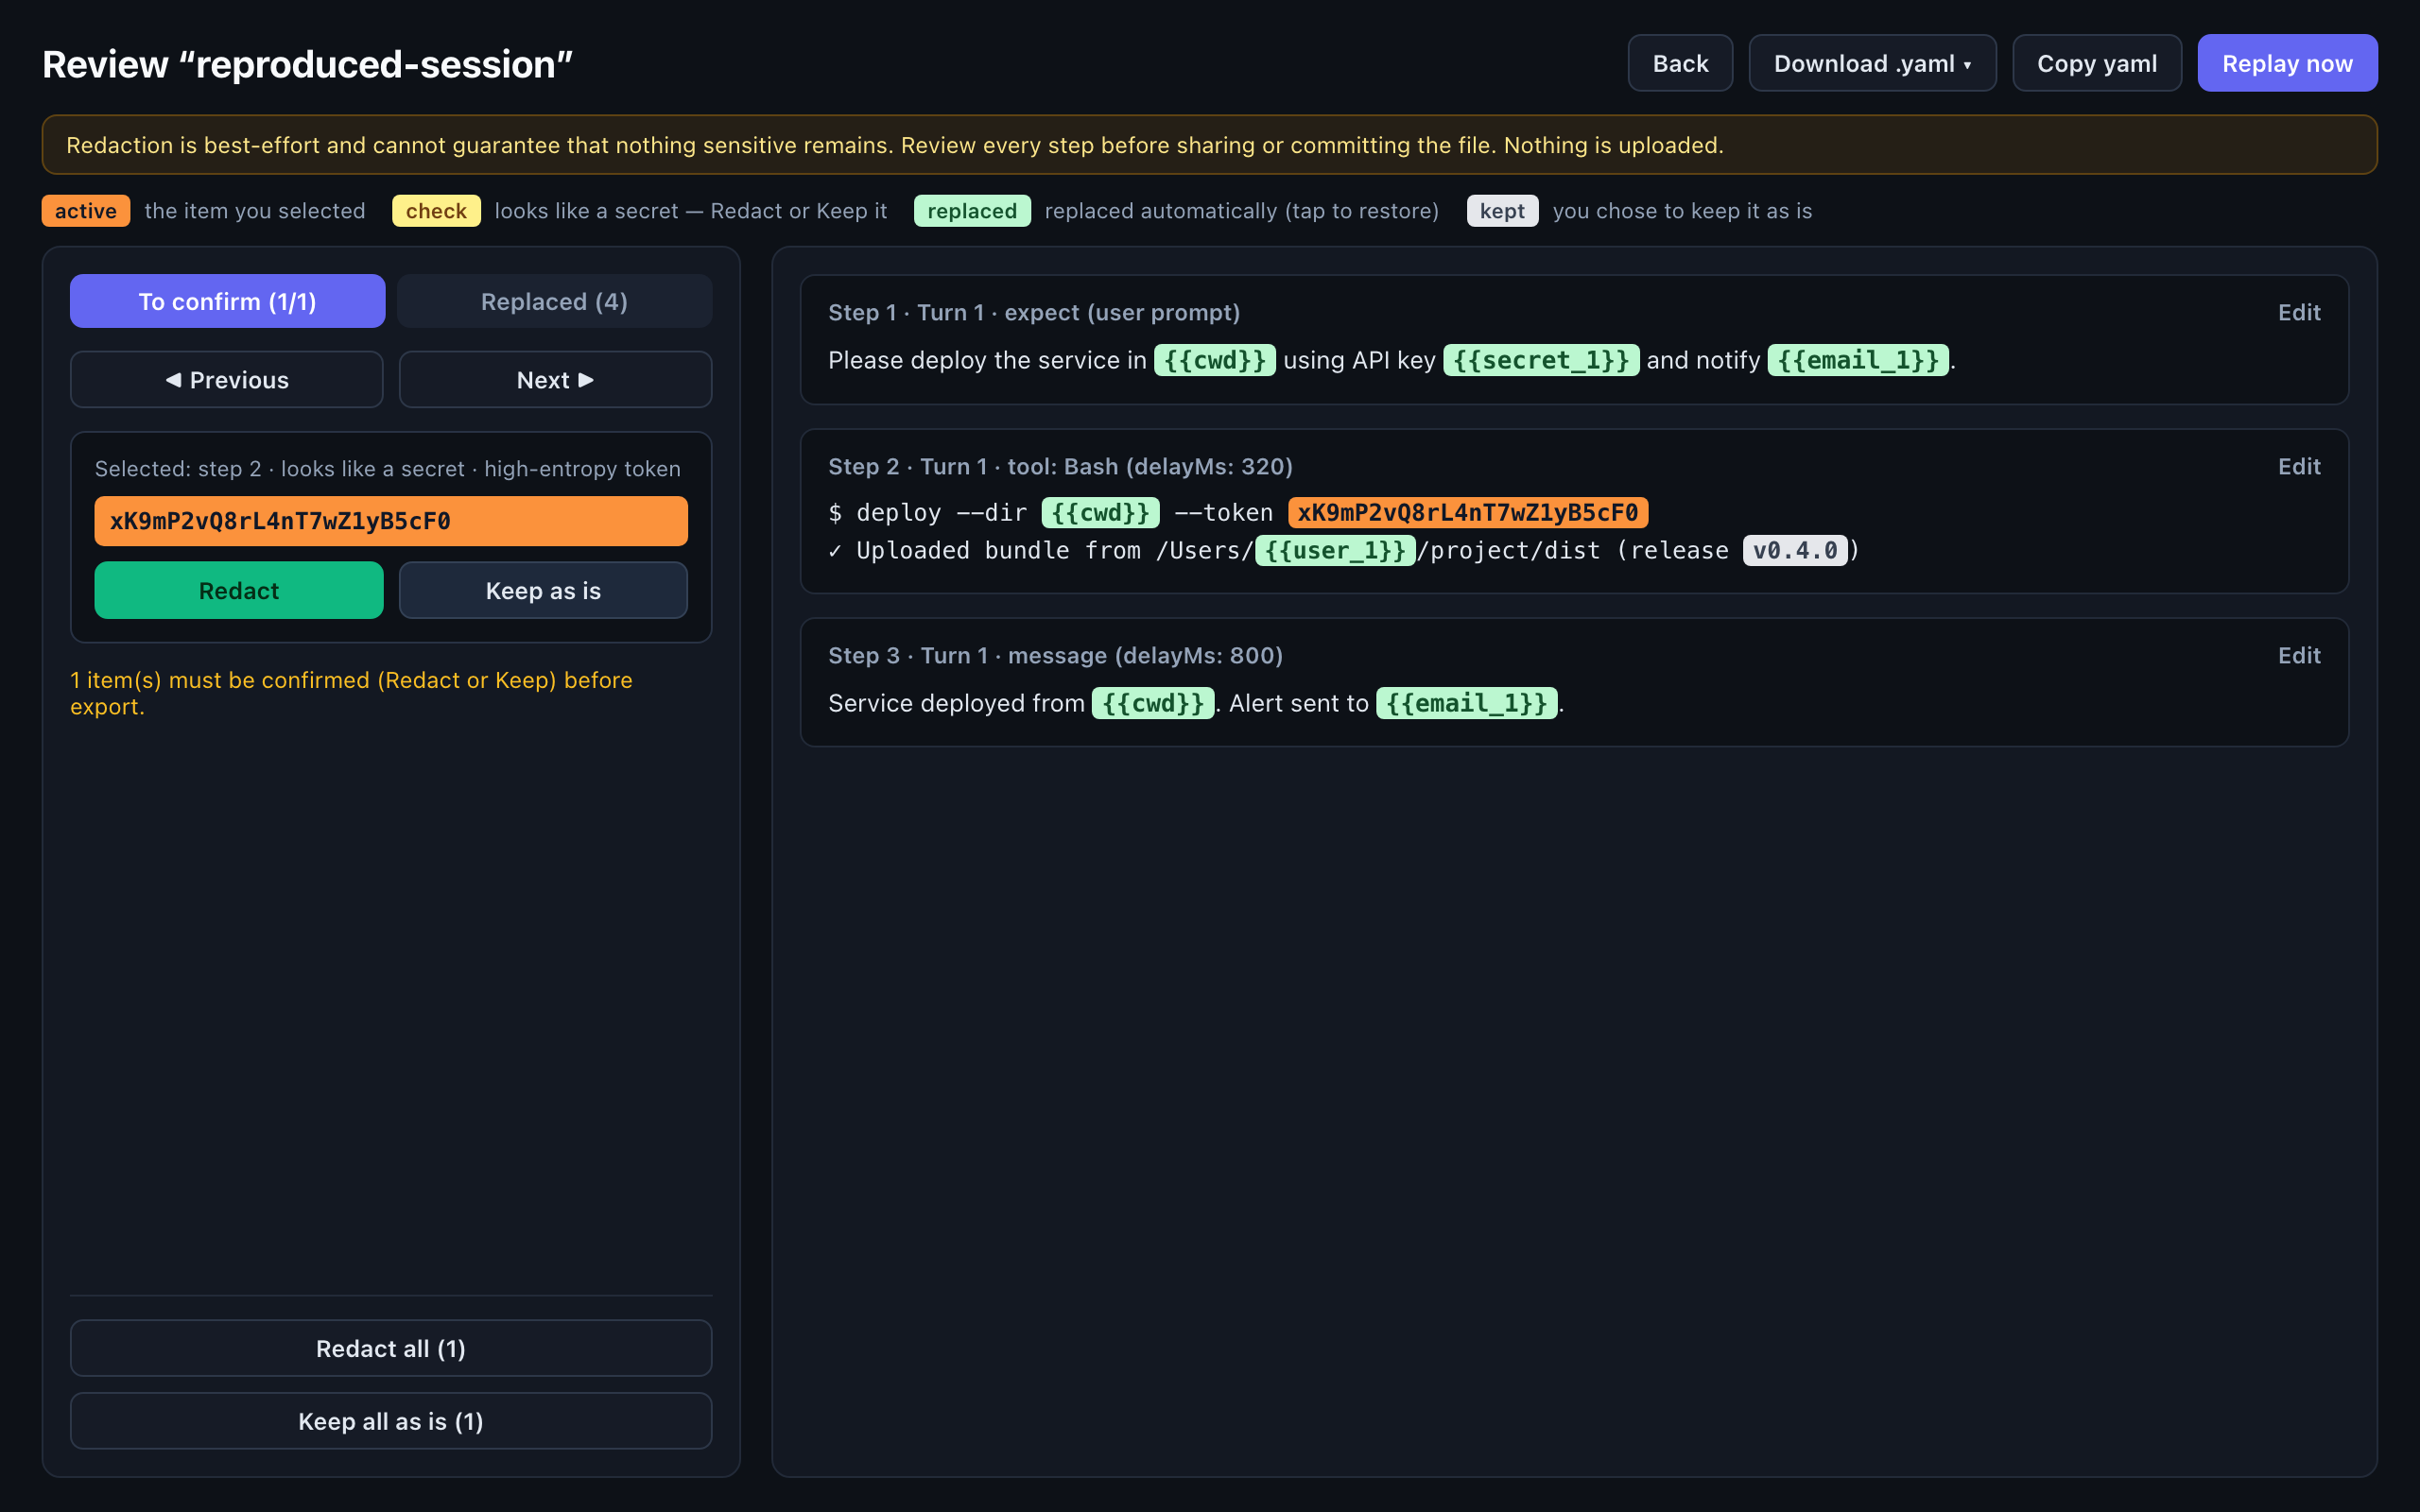 Review “reproduced-session”
Back
Download .yaml ▾
Copy yaml
Replay now
Redaction is best-effort and cannot guarantee that nothing sensitive remains. Review every step before sharing or committing the file. Nothing is uploaded.
active the item you selected check looks like a secret — Redact or Keep it replaced replaced automatically (tap to restore) kept you chose to keep it as is
To confirm (1/1)
Replaced (4)
◀ Previous
Next ▶
Selected: step 2 · looks like a secret · high-entropy token
xK9mP2vQ8rL4nT7wZ1yB5cF0
Redact
Keep as is
1 item(s) must be confirmed (Redact or Keep) before
export.
Redact all (1)
Keep all as is (1)
Step 1 · Turn 1 · expect (user prompt)
Edit
Please deploy the service in {{cwd}} using API key {{secret_1}} and notify {{email_1}}.
Step 2 · Turn 1 · tool: Bash (delayMs: 320)
Edit
$ deploy --dir {{cwd}} --token xK9mP2vQ8rL4nT7wZ1yB5cF0
✓ Uploaded bundle from /Users/{{user_1}}/project/dist (release v0.4.0)
Step 3 · Turn 1 · message (delayMs: 800)
Edit
Service deployed from {{cwd}}. Alert sent to {{email_1}}.